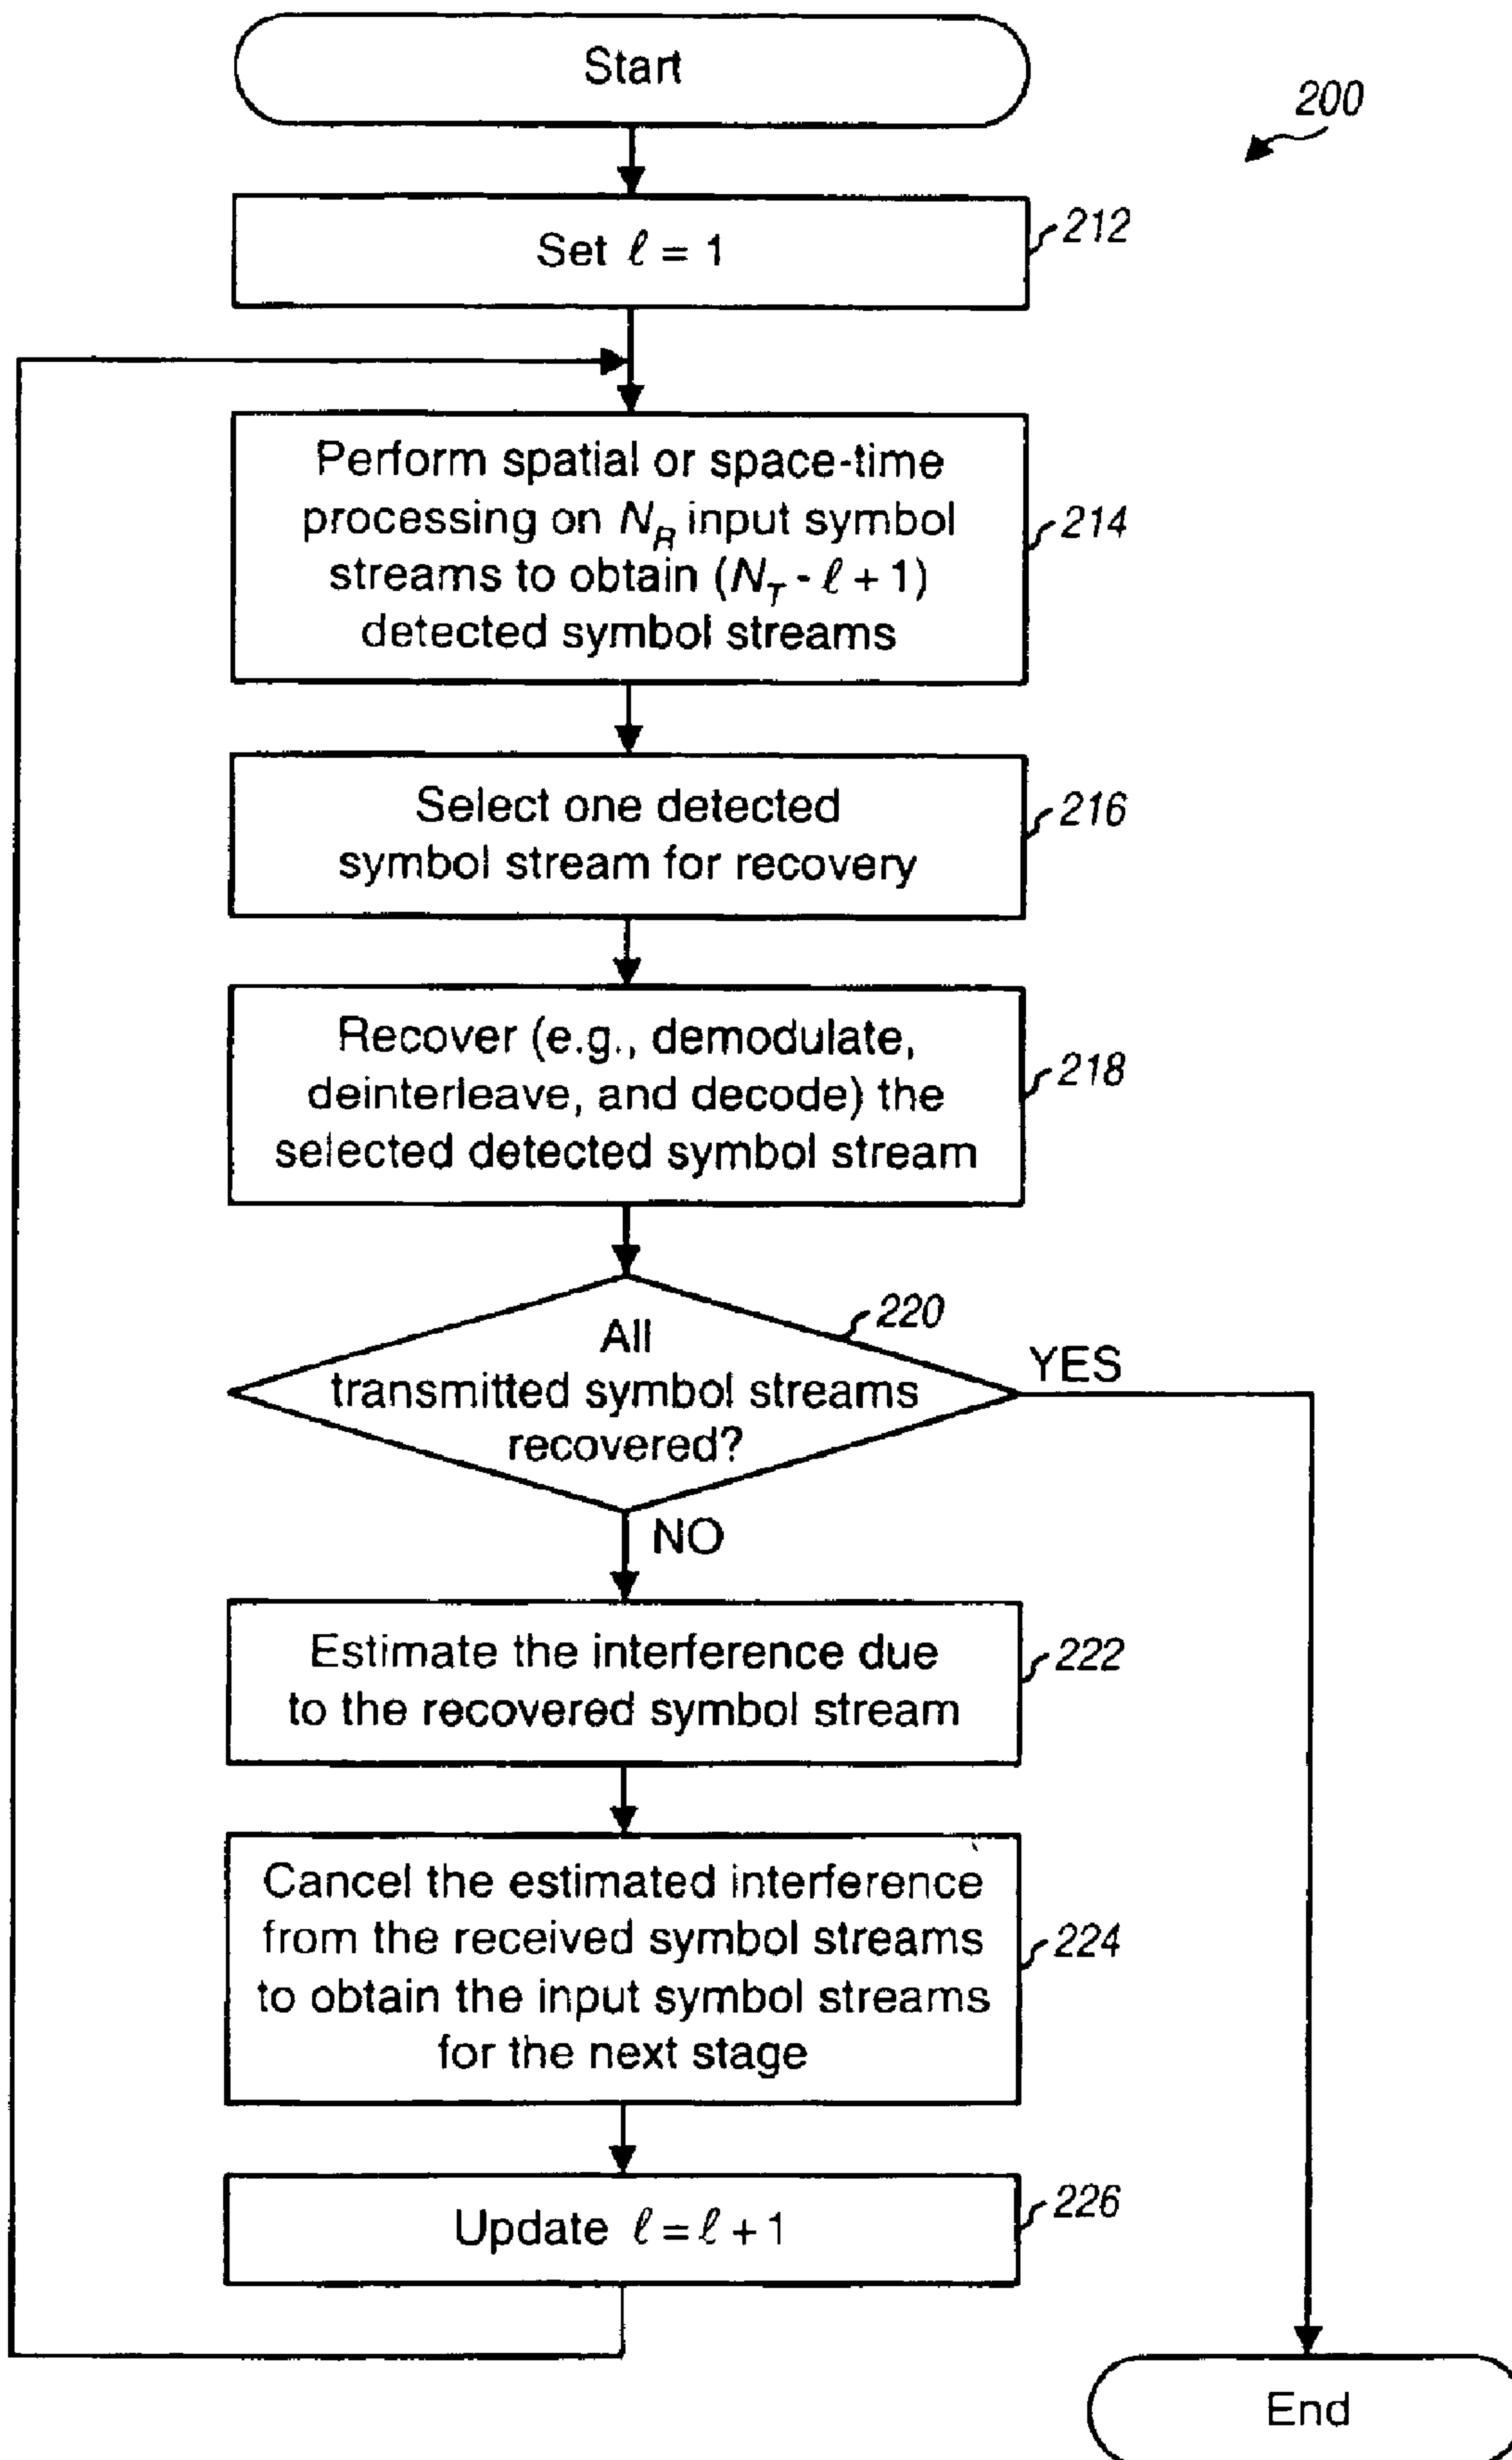 Start
200
Set ℓ = 1
212
Perform spatial or space-time
processing on N_R input symbol
streams to obtain (N_T - ℓ + 1)
detected symbol streams
214
Select one detected
symbol stream for recovery
216
Recover (e.g., demodulate,
deinterleave, and decode) the
selected detected symbol stream
218
All
transmitted symbol streams
recovered?
220
YES
NO
Estimate the interference due
to the recovered symbol stream
222
Cancel the estimated interference
from the received symbol streams
to obtain the input symbol streams
for the next stage
224
Update ℓ = ℓ + 1
226
End